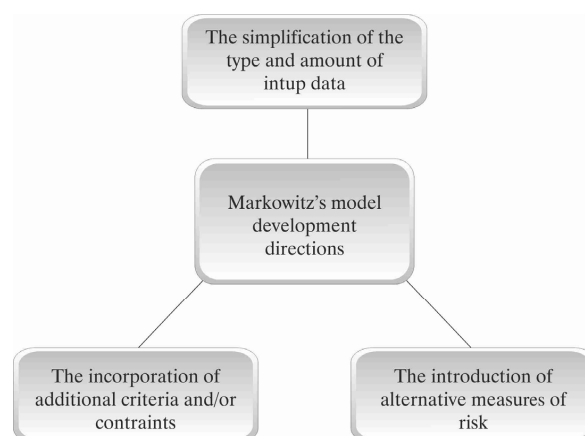 The simplification of the
type and amount of
intup data
Markowitz's model
development
directions
The incorporation of
additional criteria and/or
contraints
The introduction of
alternative measures of
risk